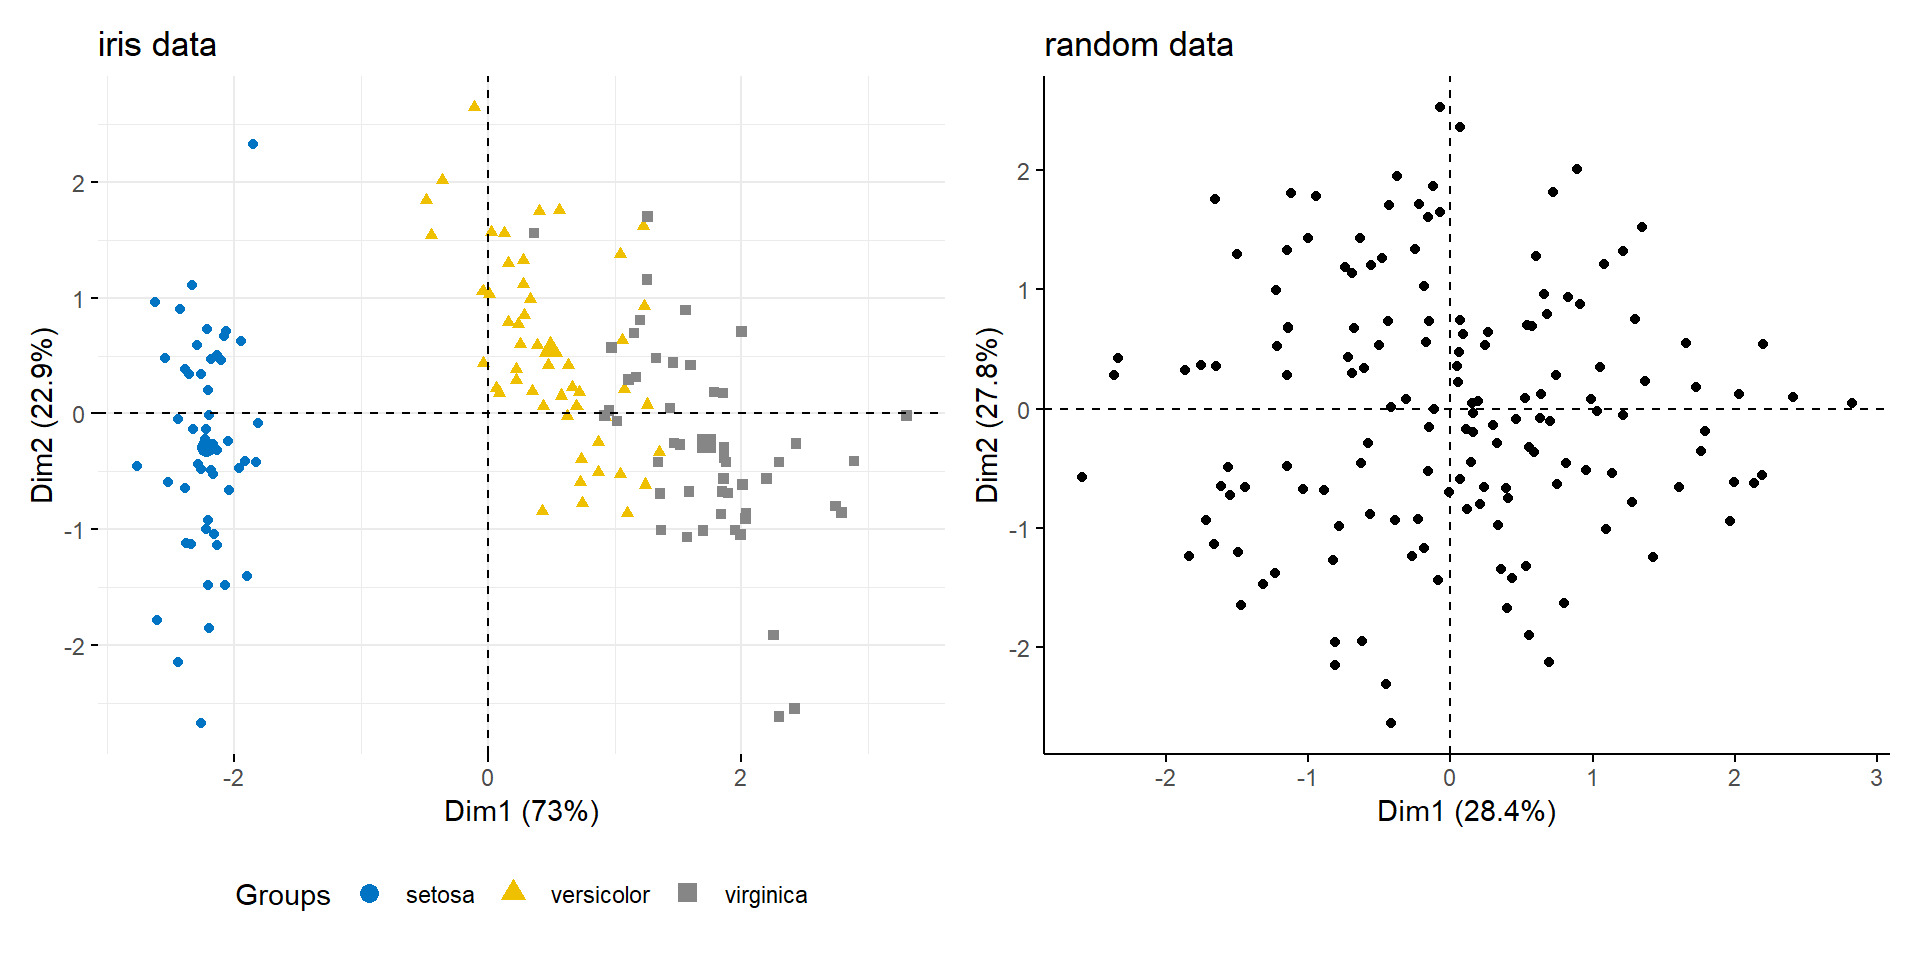 iris data
Dim2 (22.9%)
2
1
0
-1
-2
-2
0
2
Dim1 (73%)
Groups setosa versicolor virginica
random data
Dim2 (27.8%)
2
1
0
-1
-2
-2
-1
0
1
2
3
Dim1 (28.4%)